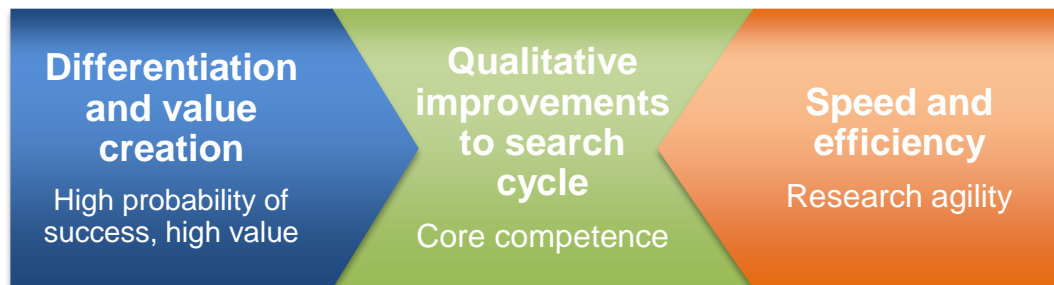 Differentiation
and value
creation
High probability of
success, high value
Qualitative
improvements
to search
cycle
Core competence
Speed and
efficiency
Research agility